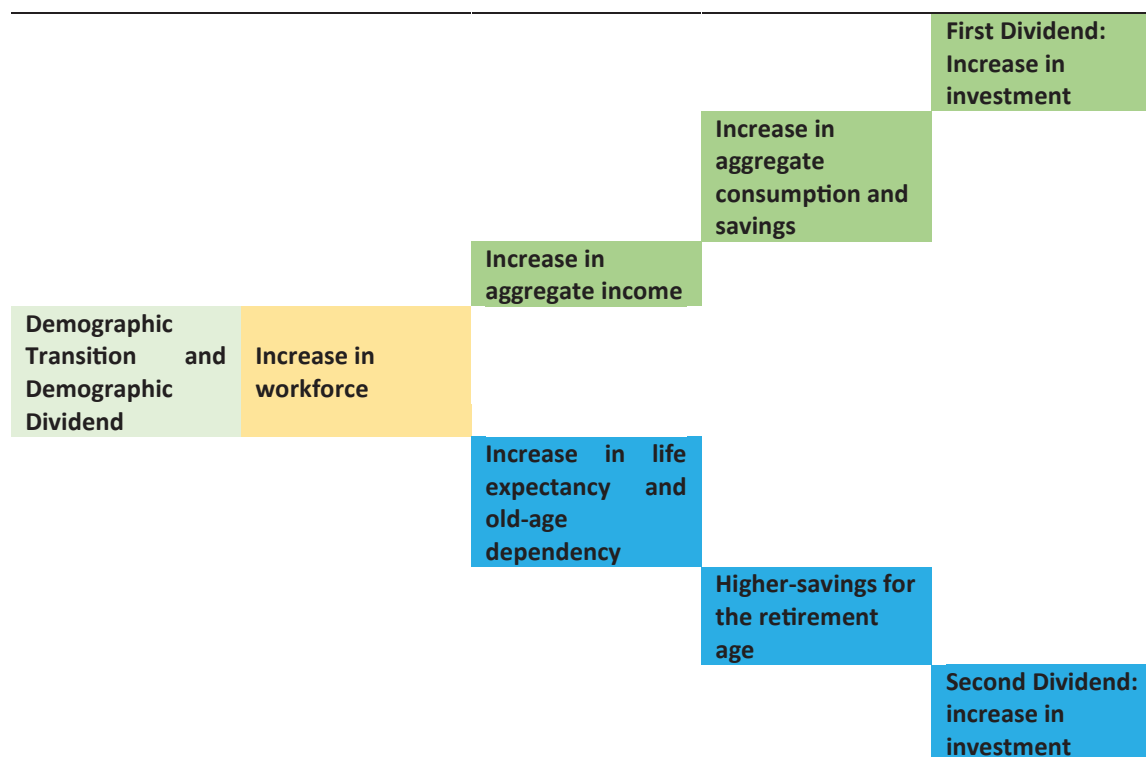 First Dividend:
Increase in
investment
Increase in
aggregate
consumption and
savings
Increase in
aggregate income
Demographic
Transition and
Demographic
Dividend
Increase in
workforce
Increase in life
expectancy and
old-age
dependency
Higher-savings for
the retirement
age
Second Dividend:
increase in
investment